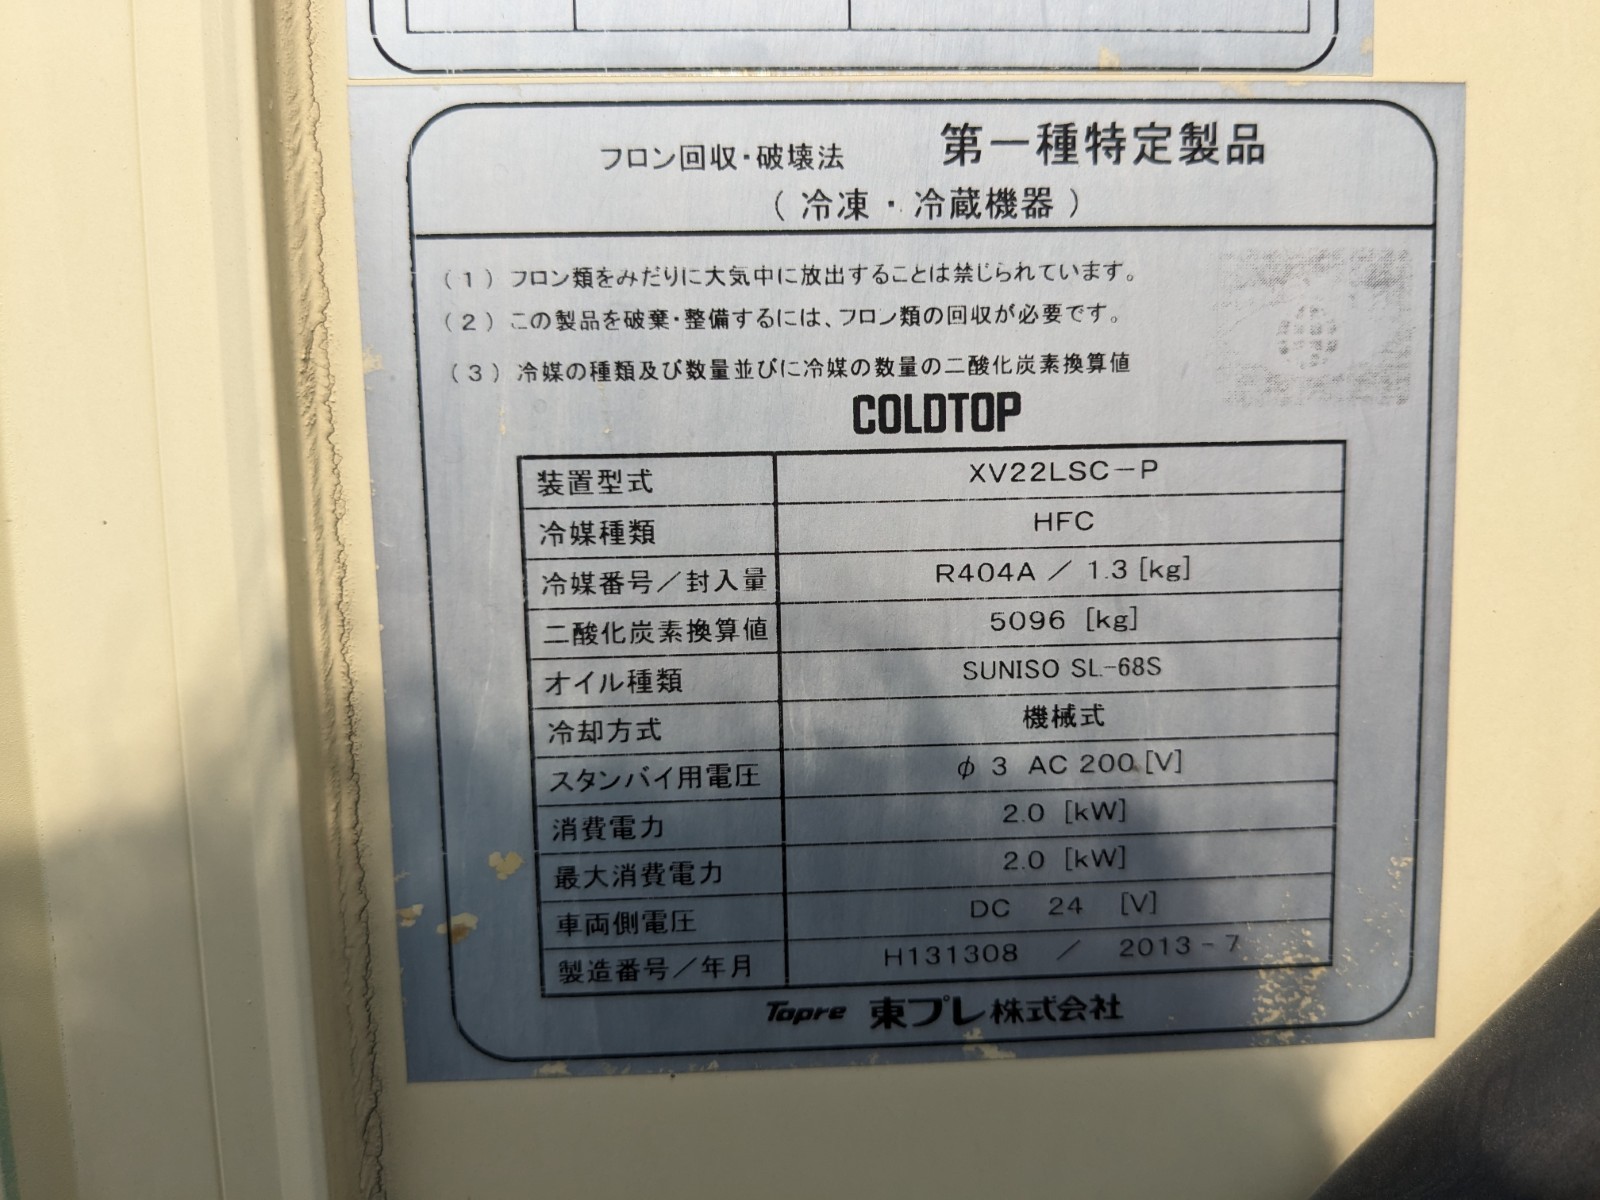 フロン回収・破壊法 第一種特定製品
(冷凍・冷蔵機器)
(1)フロン類をみだりに大気中に放出することは禁じられています。
(2)この製品を破棄・整備するには、フロン類の回収が必要です。
(3)冷媒の種類及び数量並びに冷媒の数量の二酸化炭素換算値
COLDTOP
装置型式 XV22LSC-P
冷媒種類 HFC
冷媒番号/封入量 R404A / 1.3 [kg]
二酸化炭素換算値 5096 [kg]
オイル種類 SUNISO SL-68S
冷却方式 機械式
スタンバイ用電圧 φ3 AC 200 [V]
消費電力 2.0 [kW]
最大消費電力 2.0 [kW]
車両側電圧 DC 24 [V]
製造番号/年月 H131308 / 2013-7
Topre 東プレ株式会社